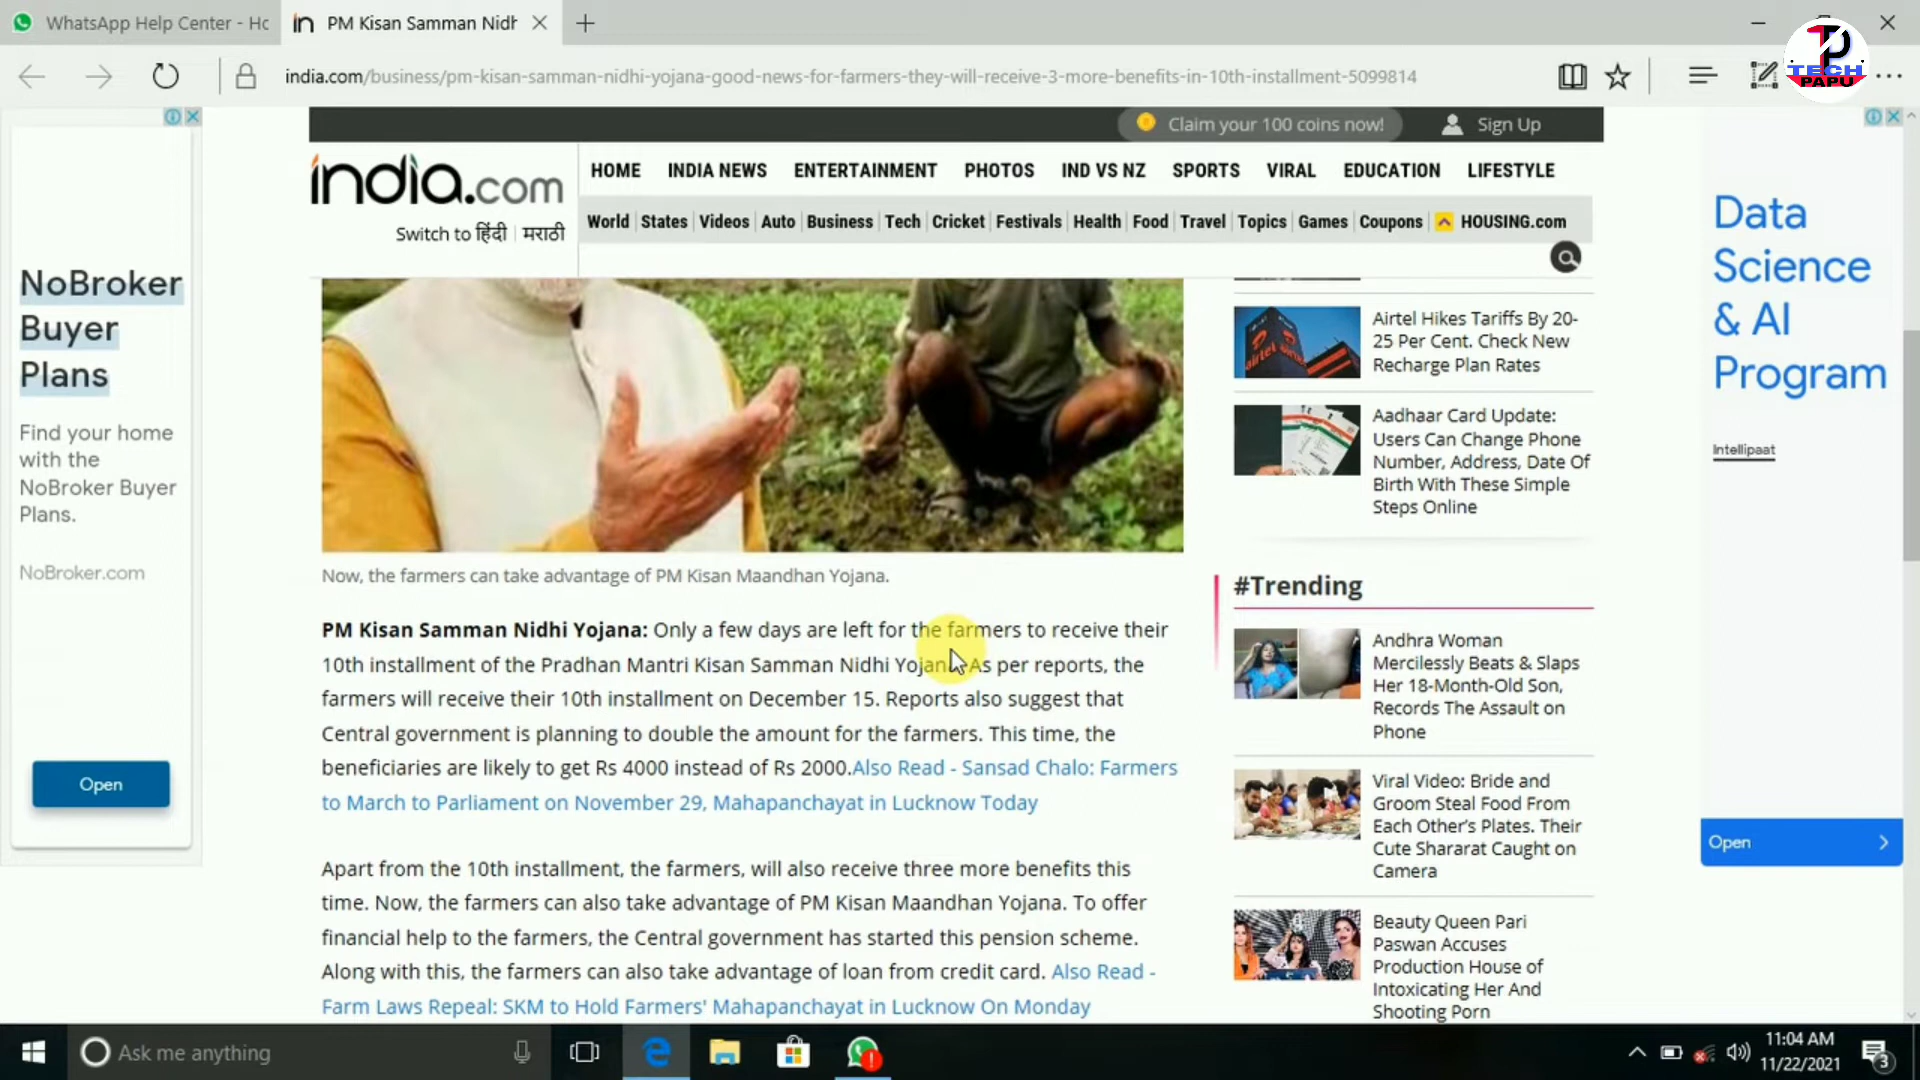 WhatsApp Help Center - Hc
in PM Kisan Samman Nidh
india.com/business/pm-kisan-samman-nidhi-yojana-good-news-for-farmers-they-will-receive-3-more-benefits-in-10th-installment-5099814
TP
TECH
PAPU
Claim your 100 coins now!
Sign Up
india.com
Switch to हिंदी मराठी
HOME INDIA NEWS ENTERTAINMENT PHOTOS IND VS NZ SPORTS VIRAL EDUCATION LIFESTYLE
World States Videos Auto Business Tech Cricket Festivals Health Food Travel Topics Games Coupons HOUSING.com
NoBroker
Buyer
Plans
Find your home
with the
NoBroker Buyer
Plans.
NoBroker.com
Open
Now, the farmers can take advantage of PM Kisan Maandhan Yojana.
PM Kisan Samman Nidhi Yojana: Only a few days are left for the farmers to receive their
10th installment of the Pradhan Mantri Kisan Samman Nidhi Yojana. As per reports, the
farmers will receive their 10th installment on December 15. Reports also suggest that
Central government is planning to double the amount for the farmers. This time, the
beneficiaries are likely to get Rs 4000 instead of Rs 2000.Also Read - Sansad Chalo: Farmers
to March to Parliament on November 29, Mahapanchayat in Lucknow Today
Apart from the 10th installment, the farmers, will also receive three more benefits this
time. Now, the farmers can also take advantage of PM Kisan Maandhan Yojana. To offer
financial help to the farmers, the Central government has started this pension scheme.
Along with this, the farmers can also take advantage of loan from credit card. Also Read -
Farm Laws Repeal: SKM to Hold Farmers' Mahapanchayat in Lucknow On Monday
airtel
Airtel Hikes Tariffs By 20-
25 Per Cent. Check New
Recharge Plan Rates
Aadhaar Card Update:
Users Can Change Phone
Number, Address, Date Of
Birth With These Simple
Steps Online
#Trending
Andhra Woman
Mercilessly Beats & Slaps
Her 18-Month-Old Son,
Records The Assault on
Phone
Viral Video: Bride and
Groom Steal Food From
Each Other's Plates. Their
Cute Shararat Caught on
Camera
Beauty Queen Pari
Paswan Accuses
Production House of
Intoxicating Her And
Shooting Porn
Data
Science
& AI
Program
Intellipaat
Open
Ask me anything
11:04 AM
11/22/2021
3